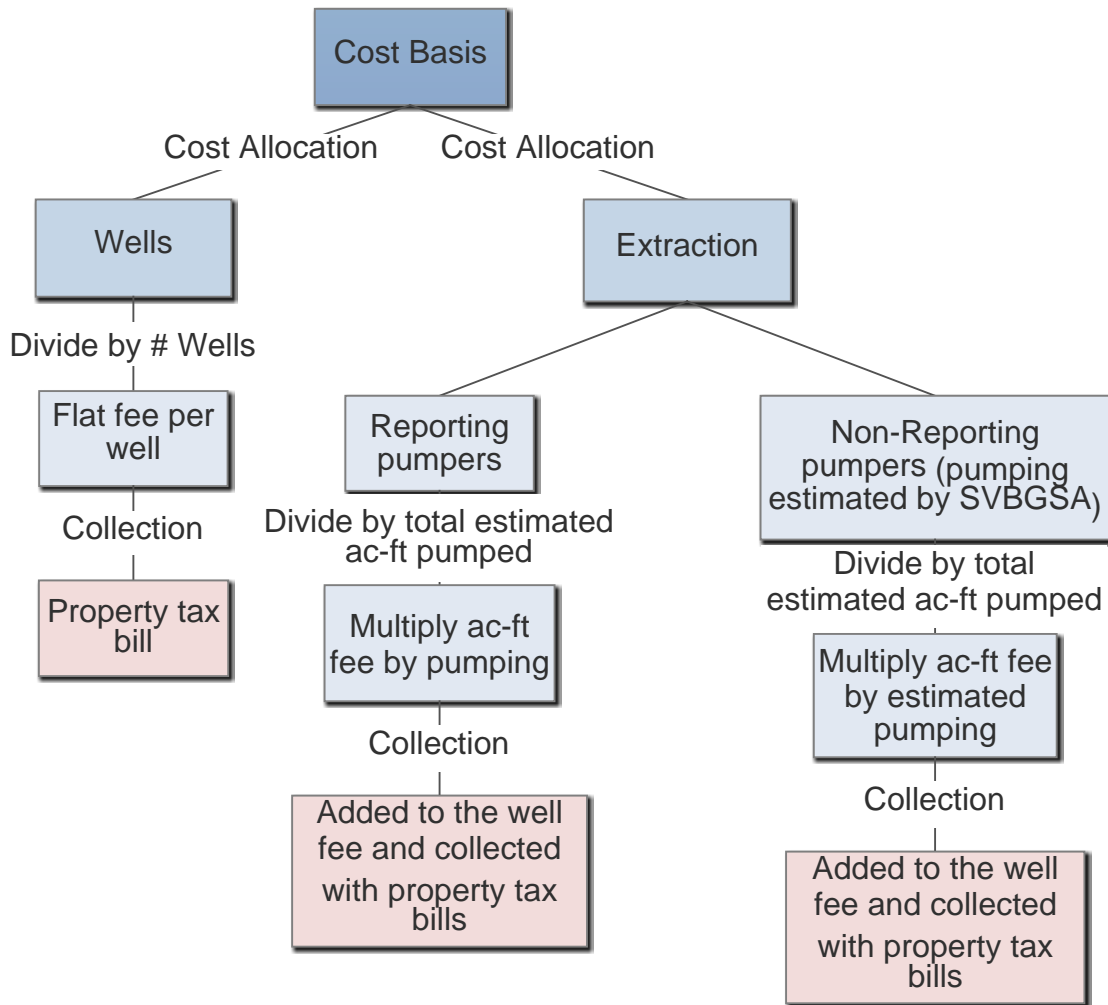 Cost Basis
Cost Allocation
Cost Allocation
Wells
Extraction
Divide by # Wells
Flat fee per
well
Collection
Property tax
bill
Reporting
pumpers
Divide by total estimated
ac-ft pumped
Multiply ac-ft
fee by pumping
Collection
Added to the well
fee and collected
with property tax
bills
Non-Reporting
pumpers (pumping
estimated by SVBGSA)
Divide by total
estimated ac-ft pumped
Multiply ac-ft fee
by estimated
pumping
Collection
Added to the well
fee and collected
with property tax
bills